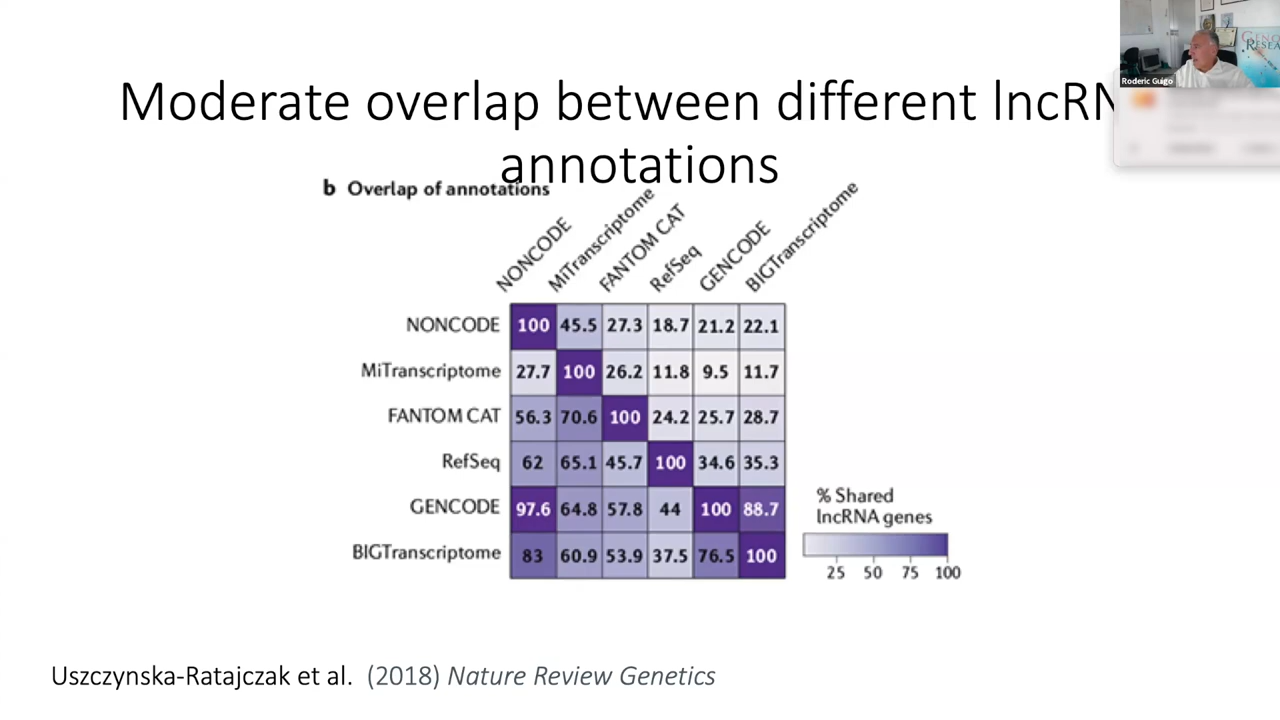 Roderic Guigo
Moderate overlap between different lncRN
annotations
b Overlap of annotations
NONCODE
MiTranscriptome
FANTOM CAT
RefSeq
GENCODE
BIGTranscriptome
NONCODE 100 45.5 27.3 18.7 21.2 22.1
MiTranscriptome 27.7 100 26.2 11.8 9.5 11.7
FANTOM CAT 56.3 70.6 100 24.2 25.7 28.7
RefSeq 62 65.1 45.7 100 34.6 35.3
GENCODE 97.6 64.8 57.8 44 100 88.7
BIGTranscriptome 83 60.9 53.9 37.5 76.5 100
% Shared
lncRNA genes
25 50 75 100
Uszczynska-Ratajczak et al. (2018) Nature Review Genetics